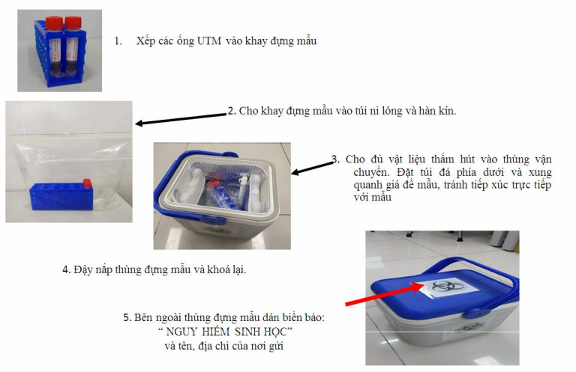 1. Xếp các ống UTM vào khay đựng mẫu
2. Cho khay đựng mẫu vào túi ni lông và hàn kín.
3. Cho đủ vật liệu thấm hút vào thùng vận
chuyển. Đặt túi đá phía dưới và xung
quanh giá để mẫu, tránh tiếp xúc trực tiếp
với mẫu
4. Đậy nắp thùng đựng mẫu và khoá lại.
5. Bên ngoài thùng đựng mẫu dán biển báo:
“ NGUY HIỂM SINH HỌC”
và tên, địa chỉ của nơi gửi